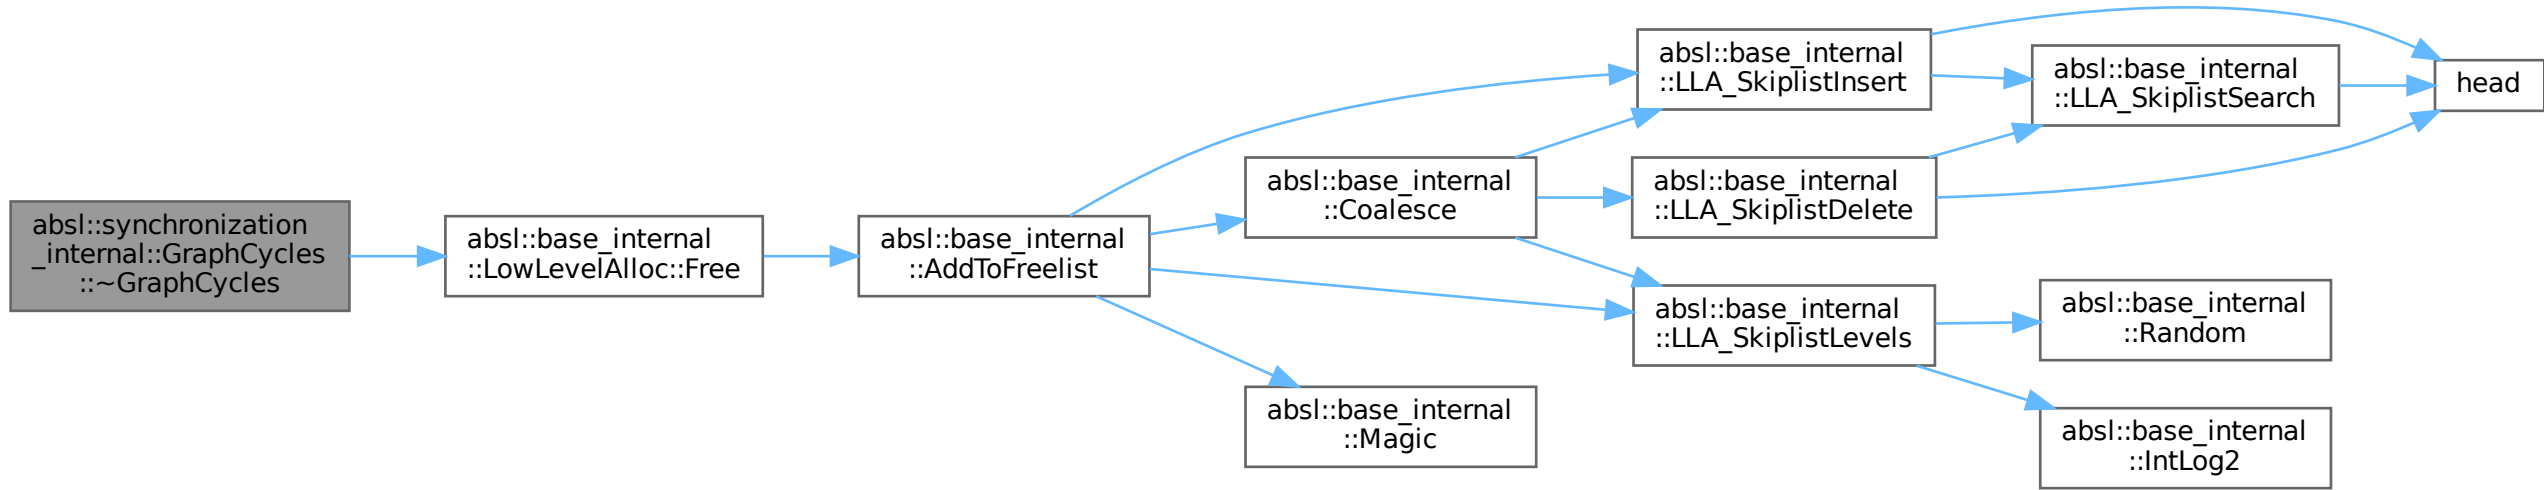 absl::synchronization
_internal::GraphCycles
::~GraphCycles
absl::base_internal
::LowLevelAlloc::Free
absl::base_internal
::AddToFreelist
absl::base_internal
::Coalesce
absl::base_internal
::Magic
absl::base_internal
::LLA_SkiplistInsert
absl::base_internal
::LLA_SkiplistDelete
absl::base_internal
::LLA_SkiplistLevels
absl::base_internal
::LLA_SkiplistSearch
absl::base_internal
::Random
absl::base_internal
::IntLog2
head